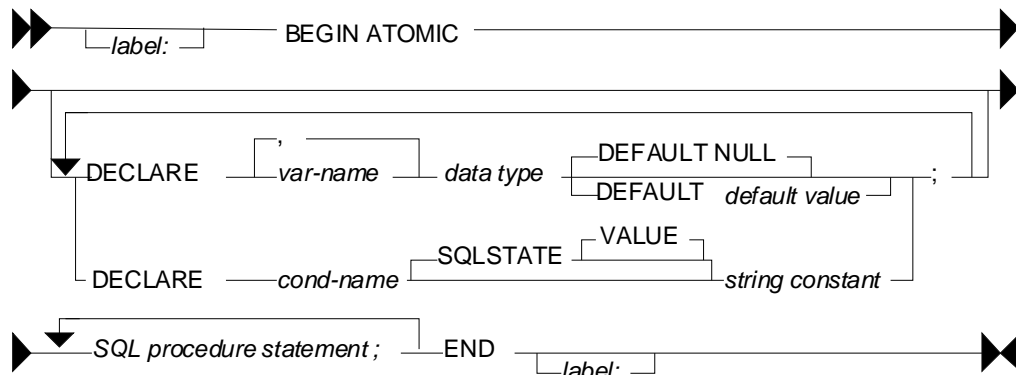 label: BEGIN ATOMIC
,
DECLARE var-name data type DEFAULT NULL
DEFAULT default value ;
DECLARE cond-name SQLSTATE VALUE string constant
SQL procedure statement ; END label: